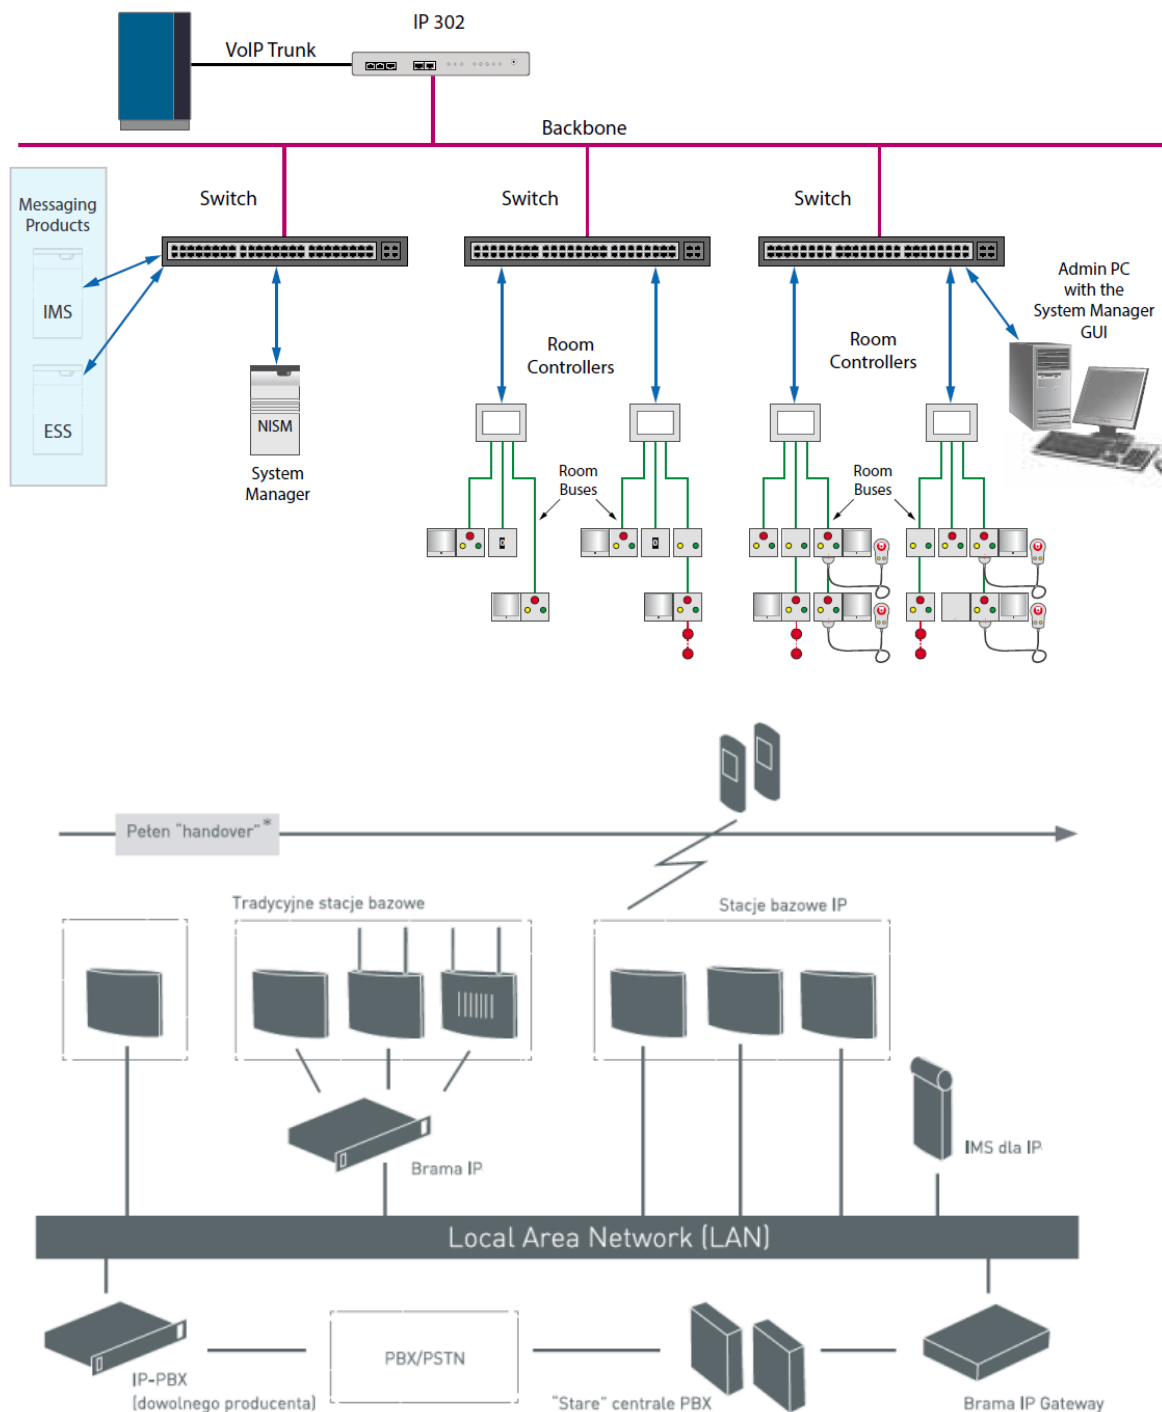 IP 302
VoIP Trunk
Backbone
Messaging
Products
IMS
ESS
Switch
Switch
Switch
NISM
System
Manager
Room
Controllers
Room
Controllers
Admin PC
with the
System Manager
GUI
Room
Buses
Room
Buses
Pełen "handover"*
Tradycyjne stacje bazowe
Stacje bazowe IP
Brama IP
IMS dla IP
Local Area Network (LAN)
IP-PBX
(dowolnego producenta)
PBX/PSTN
"Stare" centrale PBX
Brama IP Gateway